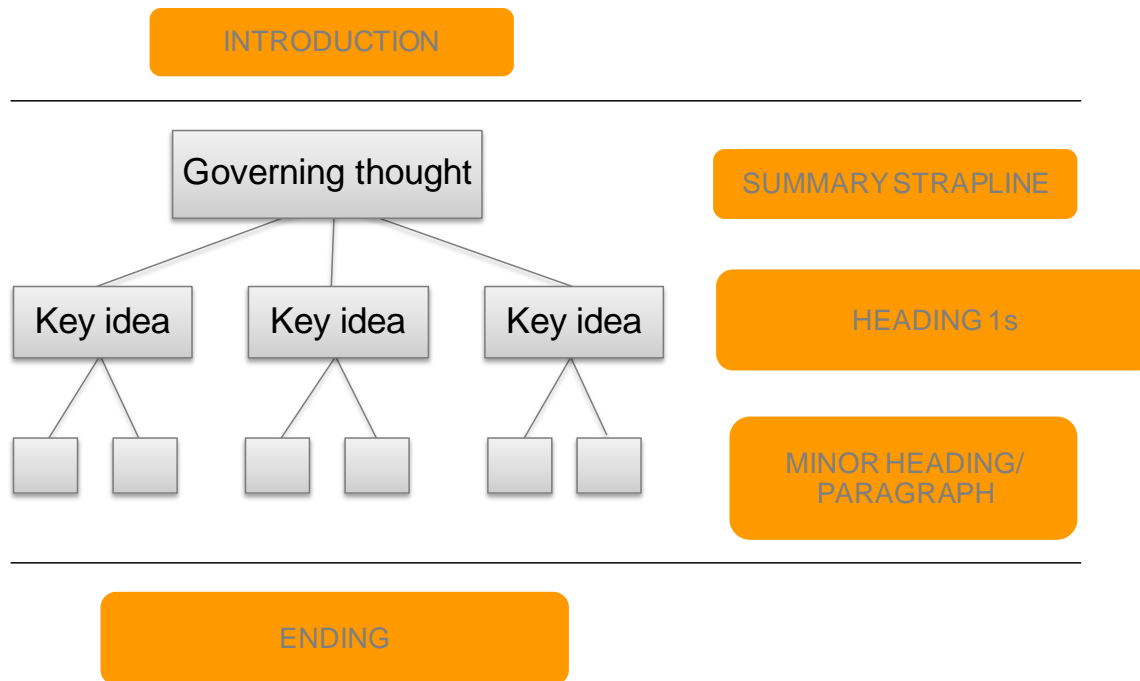 INTRODUCTION
Governing thought
SUMMARY STRAPLINE
Key idea
Key idea
Key idea
HEADING 1s
MINOR HEADING/
PARAGRAPH
ENDING